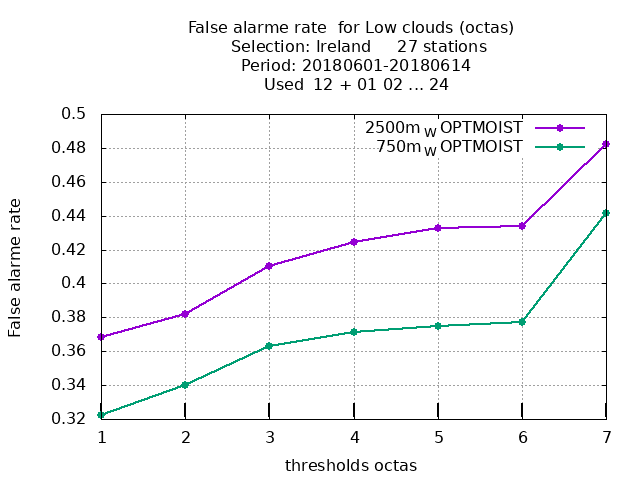 False alarme rate  for Low clouds (octas)
Selection: Ireland     27 stations
Period: 20180601-20180614
Used  12 + 01 02 ... 24
2500m W OPTMOIST
750m W OPTMOIST
0.5
0.48
0.46
0.44
0.42
0.4
0.38
0.36
0.34
0.32
False alarme rate
1 2 3 4 5 6 7
thresholds octas